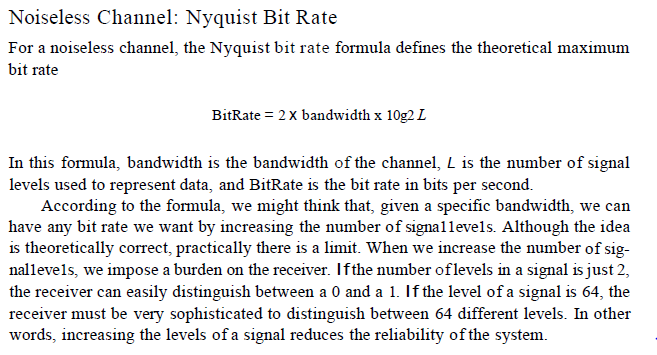 Noiseless Channel: Nyquist Bit Rate
For a noiseless channel, the Nyquist bit rate formula defines the theoretical maximum
bit rate
BitRate = 2 x bandwidth x 10g2 L
In this formula, bandwidth is the bandwidth of the channel, L is the number of signal
levels used to represent data, and BitRate is the bit rate in bits per second.
According to the formula, we might think that, given a specific bandwidth, we can
have any bit rate we want by increasing the number of signa11eve1s. Although the idea
is theoretically correct, practically there is a limit. When we increase the number of sig-
nal1eve1s, we impose a burden on the receiver. Ifthe number oflevels in a signal is just 2,
the receiver can easily distinguish between a 0 and a 1. If the level of a signal is 64, the
receiver must be very sophisticated to distinguish between 64 different levels. In other
words, increasing the levels of a signal reduces the reliability of the system.